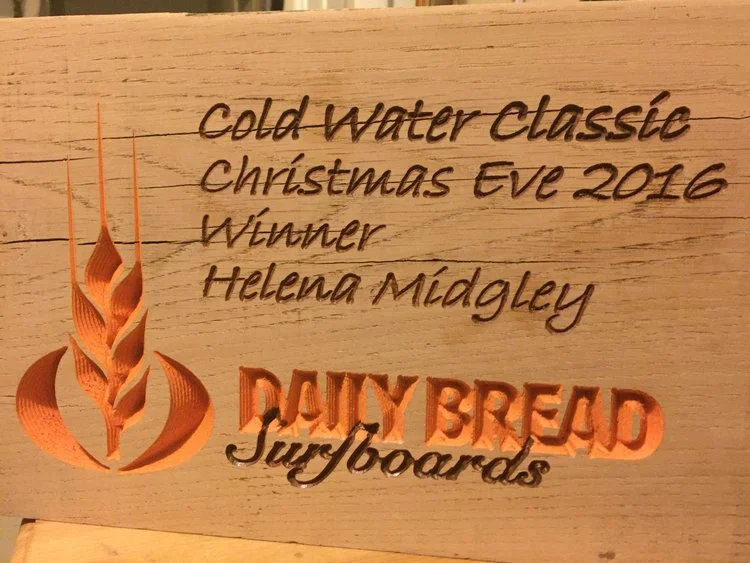 Cold Water Classic
Christmas Eve 2016
Winner
Helena Midgley
DAILY BREAD
Surfboards